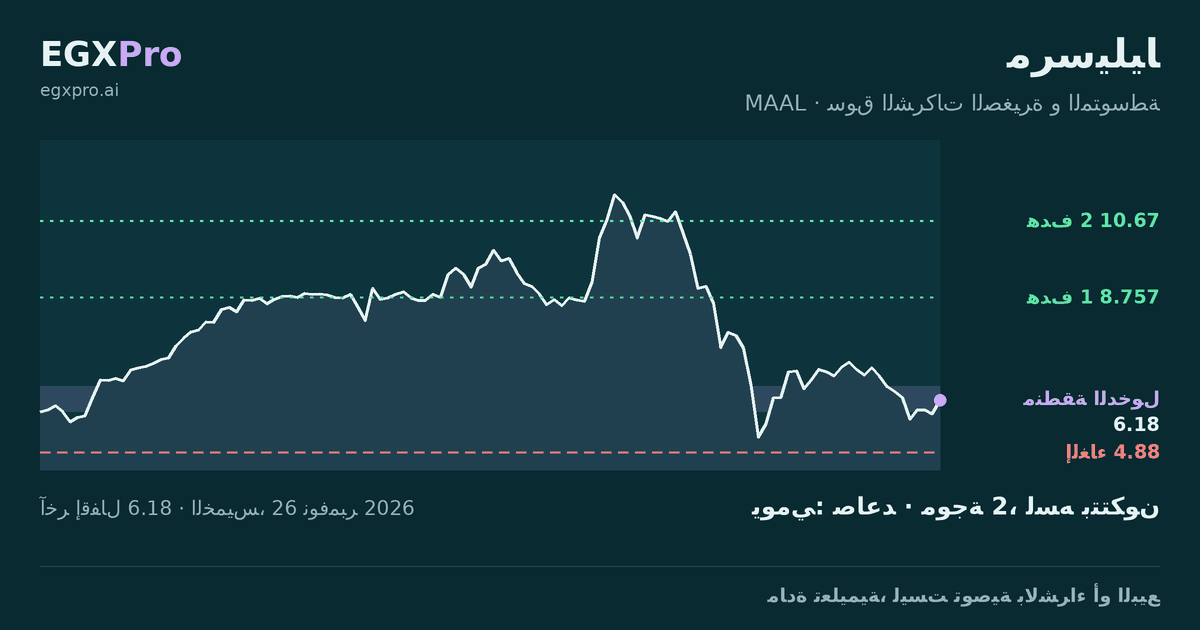 EGXPro
egxpro.ai
مرسيليا
MAAL · سوق الشركات الصغيرة و المتوسطة
هدف 2 10.67
هدف 1 8.757
منطقة الدخول
6.18
إلغاء 4.88
آخر إقفال 6.18 · الخميس، 26 نوفمبر 2026
يومي: صاعد · موجة 2، لسه بتتكون
مادة تعليمية، ليست توصية بالشراء أو البيع